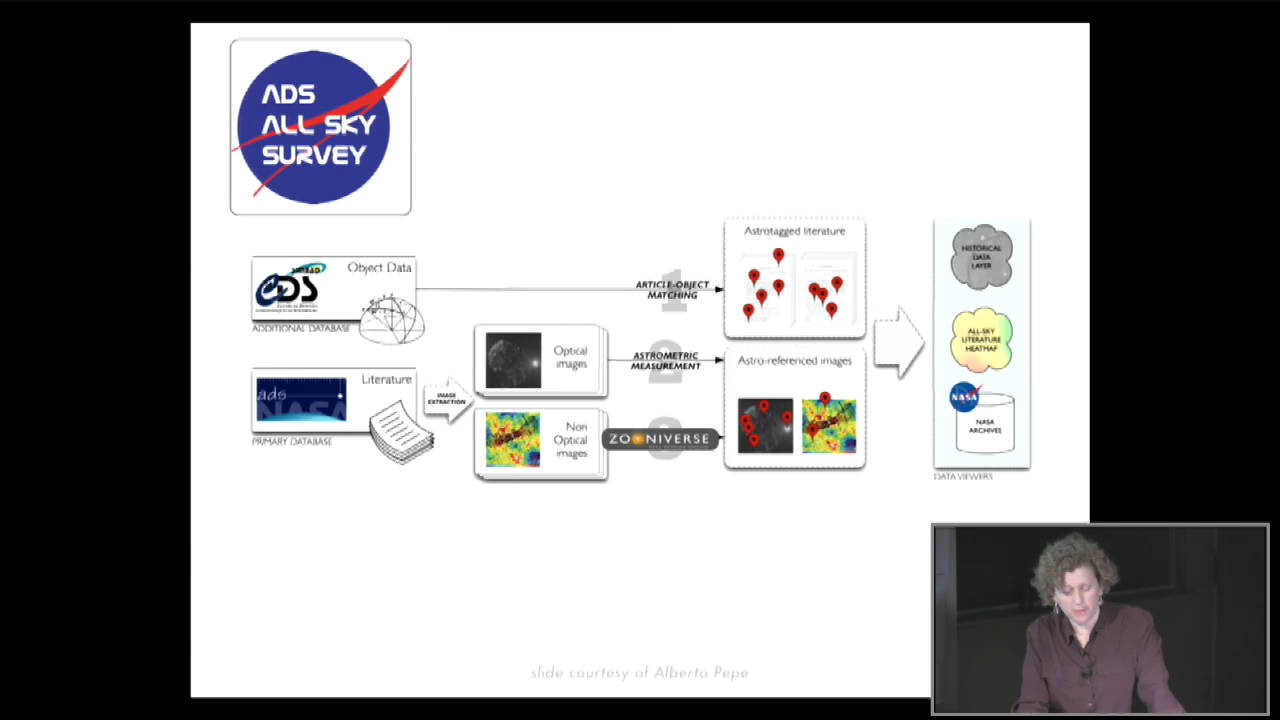 ADS
ALL SKY
SURVEY
SIMBAD
CDS
Object Data
ADDITIONAL DATABASE
ads
NASA
Literature
PRIMARY DATABASE
IMAGE
EXTRACTION
Optical
images
Non
Optical
images
1
ARTICLE-OBJECT
MATCHING
2
ASTROMETRIC
MEASUREMENT
3
ZOONIVERSE
Astrotagged literature
Astro-referenced images
HISTORICAL
DATA
LAYER
ALL-SKY
LITERATURE
HEATMAP
NASA
NASA
ARCHIVES
DATA VIEWERS
slide courtesy of Alberto Pepe